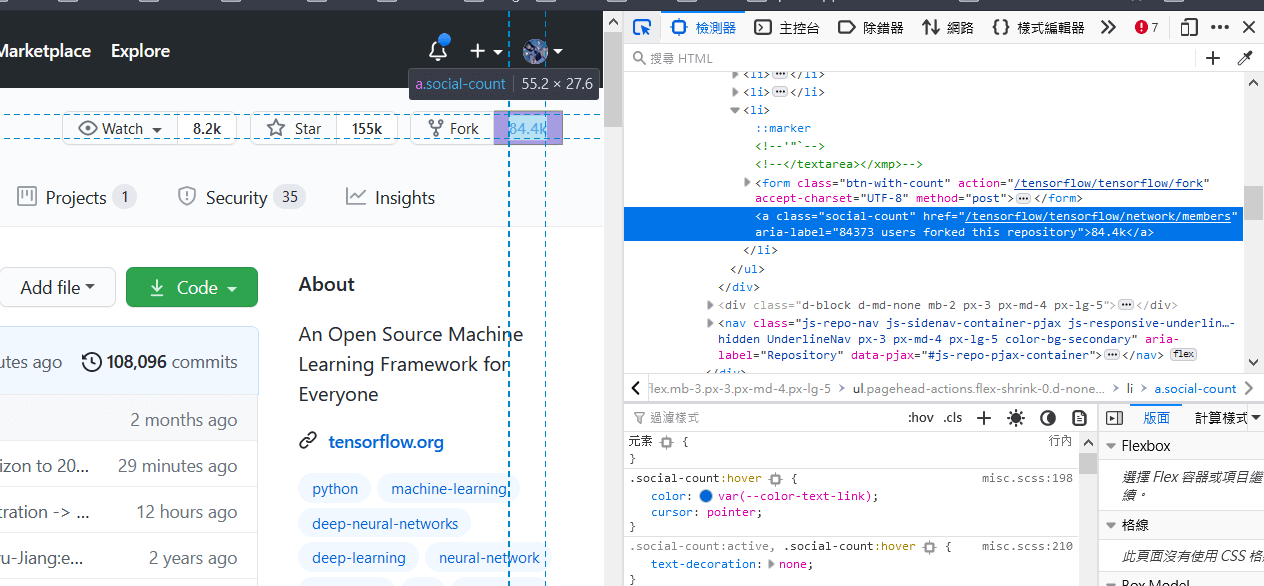 Marketplace Explore
a.social-count 55.2 × 27.6
Watch 8.2k Star 155k Fork 84.4k
Projects 1 Security 35 Insights
Add file Code
About
An Open Source Machine
Learning Framework for
Everyone
tensorflow.org
python machine-learning
deep-neural-networks
deep-learning neural-network
utes ago 108,096 commits
2 months ago
izon to 20... 29 minutes ago
tration -> ... 12 hours ago
ru-Jiang:e... 2 years ago
檢測器 主控台 除錯器 網路 {} 樣式編輯器 7
搜尋 HTML
<li>⋯</li>
<li>⋯</li>
<li>
::marker
<!--'"`-->
<!--</textarea></xmp>-->
<form class="btn-with-count" action="/tensorflow/tensorflow/fork"
accept-charset="UTF-8" method="post">⋯</form>
<a class="social-count" href="/tensorflow/tensorflow/network/members"
aria-label="84373 users forked this repository">84.4k</a>
</li>
</ul>
</div>
<div class="d-block d-md-none mb-2 px-3 px-md-4 px-lg-5">⋯</div>
<nav class="js-repo-nav js-sidenav-container-pjax js-responsive-underlin…-
hidden UnderlineNav px-3 px-md-4 px-lg-5 color-bg-secondary" aria-
label="Repository" data-pjax="#js-repo-pjax-container">⋯</nav> flex
</div>
flex.mb-3.px-3.px-md-4.px-lg-5 ul.pagehead-actions.flex-shrink-0.d-none... li a.social-count
過濾樣式 :hov .cls
元素 { 行內
}
.social-count:hover { misc.scss:198
color: var(--color-text-link);
cursor: pointer;
}
.social-count:active, .social-count:hover { misc.scss:210
text-decoration: none;
}
版面 計算樣式
Flexbox
選擇 Flex 容器或項目繼
續。
格線
此頁面沒有使用 CSS 格
Box Model